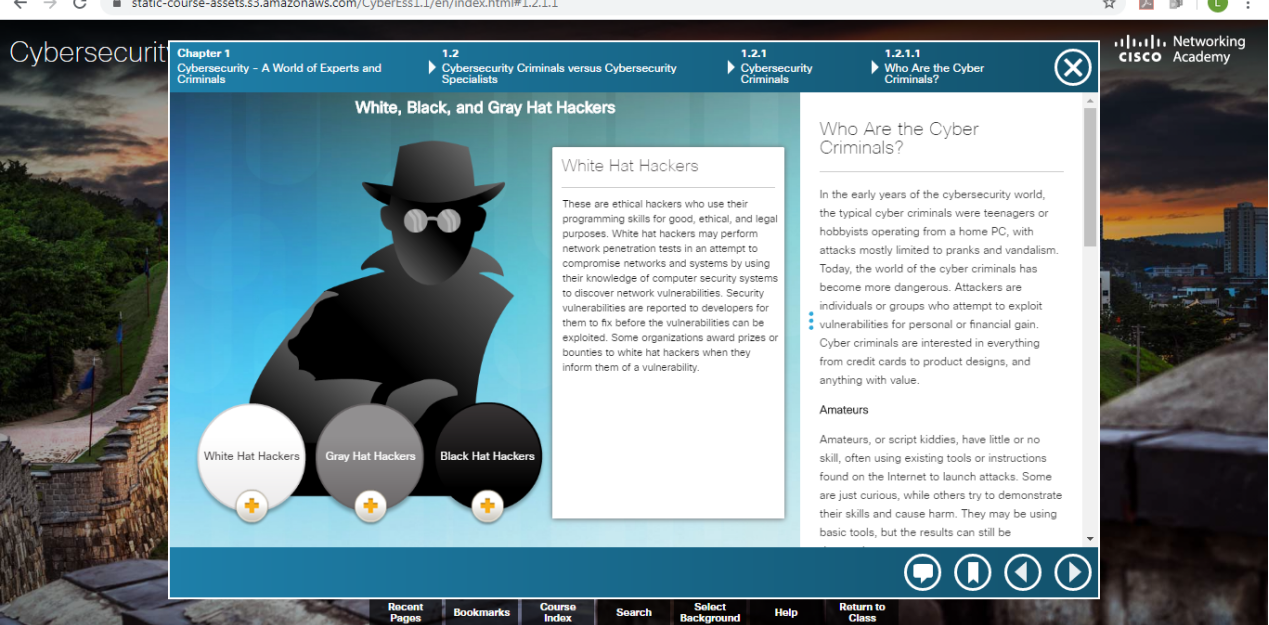 static-course-assets.s3.amazonaws.com/CyberEss1.1/en/index.html#1.2.1.1
L
Cybersecurity
Networking
CISCO Academy
Chapter 1
Cybersecurity - A World of Experts and
Criminals
1.2
Cybersecurity Criminals versus Cybersecurity
Specialists
1.2.1
Cybersecurity
Criminals
1.2.1.1
Who Are the Cyber
Criminals?
White, Black, and Gray Hat Hackers
White Hat Hackers
These are ethical hackers who use their
programming skills for good, ethical, and legal
purposes. White hat hackers may perform
network penetration tests in an attempt to
compromise networks and systems by using
their knowledge of computer security systems
to discover network vulnerabilities. Security
vulnerabilities are reported to developers for
them to fix before the vulnerabilities can be
exploited. Some organizations award prizes or
bounties to white hat hackers when they
inform them of a vulnerability.
White Hat Hackers
Gray Hat Hackers
Black Hat Hackers
Who Are the Cyber
Criminals?
In the early years of the cybersecurity world,
the typical cyber criminals were teenagers or
hobbyists operating from a home PC, with
attacks mostly limited to pranks and vandalism.
Today, the world of the cyber criminals has
become more dangerous. Attackers are
individuals or groups who attempt to exploit
vulnerabilities for personal or financial gain.
Cyber criminals are interested in everything
from credit cards to product designs, and
anything with value.
Amateurs
Amateurs, or script kiddies, have little or no
skill, often using existing tools or instructions
found on the Internet to launch attacks. Some
are just curious, while others try to demonstrate
their skills and cause harm. They may be using
basic tools, but the results can still be
Recent
Pages
Bookmarks
Course
Index
Search
Select
Background
Help
Return to
Class